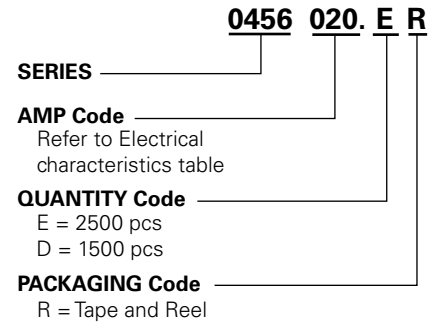 0456 020. E R
SERIES
AMP Code
Refer to Electrical
characteristics table
QUANTITY Code
E = 2500 pcs
D = 1500 pcs
PACKAGING Code
R = Tape and Reel